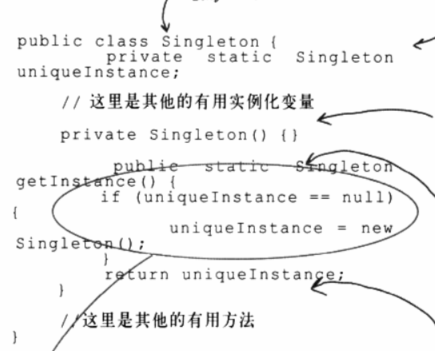 public class Singleton {
private static Singleton
uniqueInstance;
// 这里是其他的有用实例化变量
private Singleton() {}
public static Singleton
getInstance() {
if (uniqueInstance == null)
{
uniqueInstance = new
Singleton();
}
return uniqueInstance;
}
//这里是其他的有用方法
}